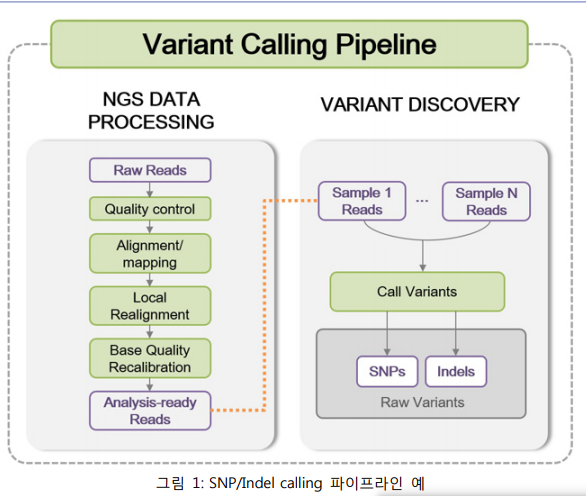 Variant Calling Pipeline
NGS DATA
PROCESSING
Raw Reads
Quality control
Alignment/
mapping
Local
Realignment
Base Quality
Recalibration
Analysis-ready
Reads
VARIANT DISCOVERY
Sample 1
Reads
...
Sample N
Reads
Call Variants
SNPs
Indels
Raw Variants
그림 1: SNP/Indel calling 파이프라인 예